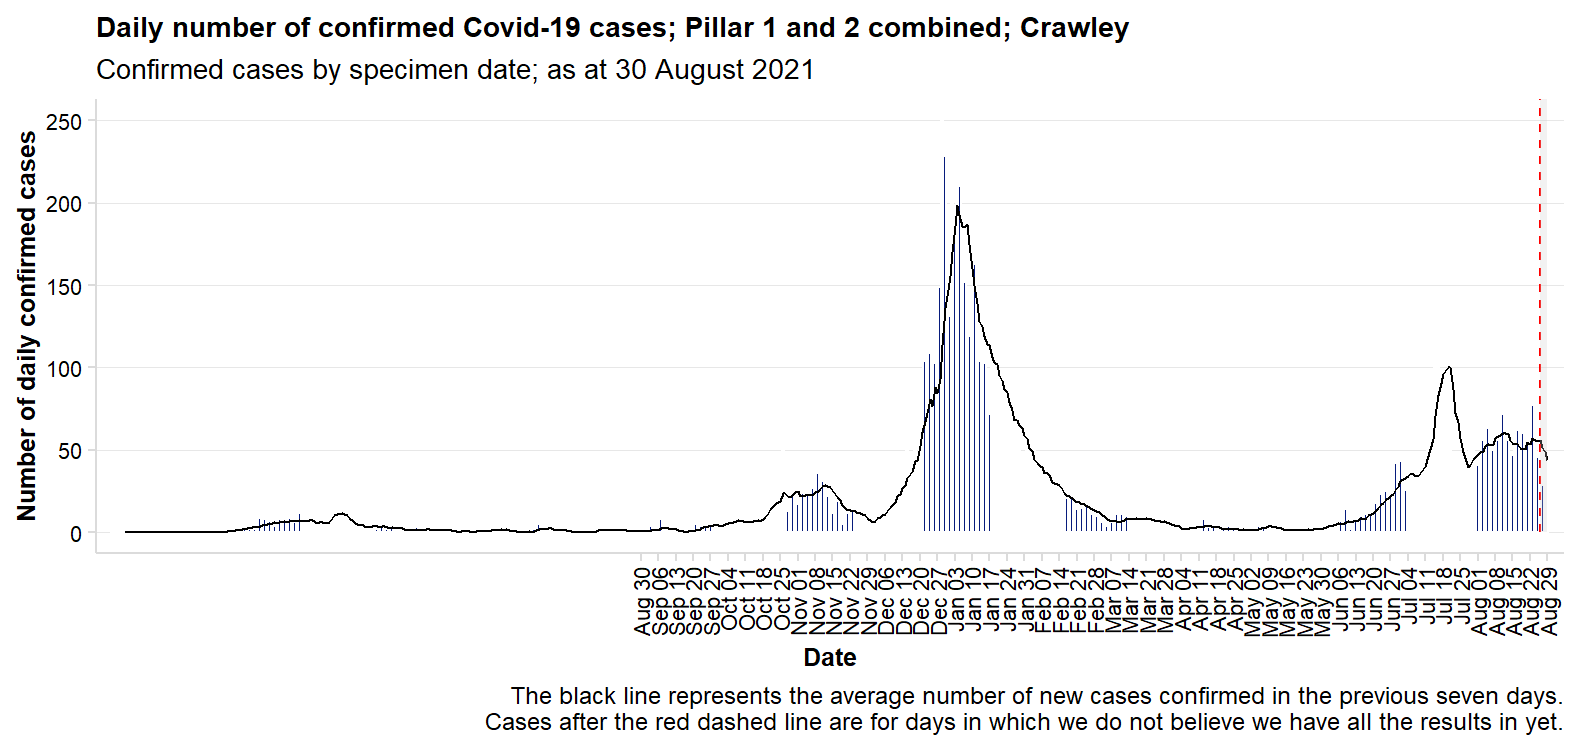 Daily number of confirmed Covid-19 cases; Pillar 1 and 2 combined; Crawley
Confirmed cases by specimen date; as at 30 August 2021
Number of daily confirmed cases
250
200
150
100
50
0
Aug 30
Sep 06
Sep 13
Sep 20
Sep 27
Oct 04
Oct 11
Oct 18
Oct 25
Nov 01
Nov 08
Nov 15
Nov 22
Nov 29
Dec 06
Dec 13
Dec 20
Dec 27
Jan 03
Jan 10
Jan 17
Jan 24
Jan 31
Feb 07
Feb 14
Feb 21
Feb 28
Mar 07
Mar 14
Mar 21
Mar 28
Apr 04
Apr 11
Apr 18
Apr 25
May 02
May 09
May 16
May 23
May 30
Jun 06
Jun 13
Jun 20
Jun 27
Jul 04
Jul 11
Jul 18
Jul 25
Aug 01
Aug 08
Aug 15
Aug 22
Aug 29
Date
The black line represents the average number of new cases confirmed in the previous seven days.
Cases after the red dashed line are for days in which we do not believe we have all the results in yet.